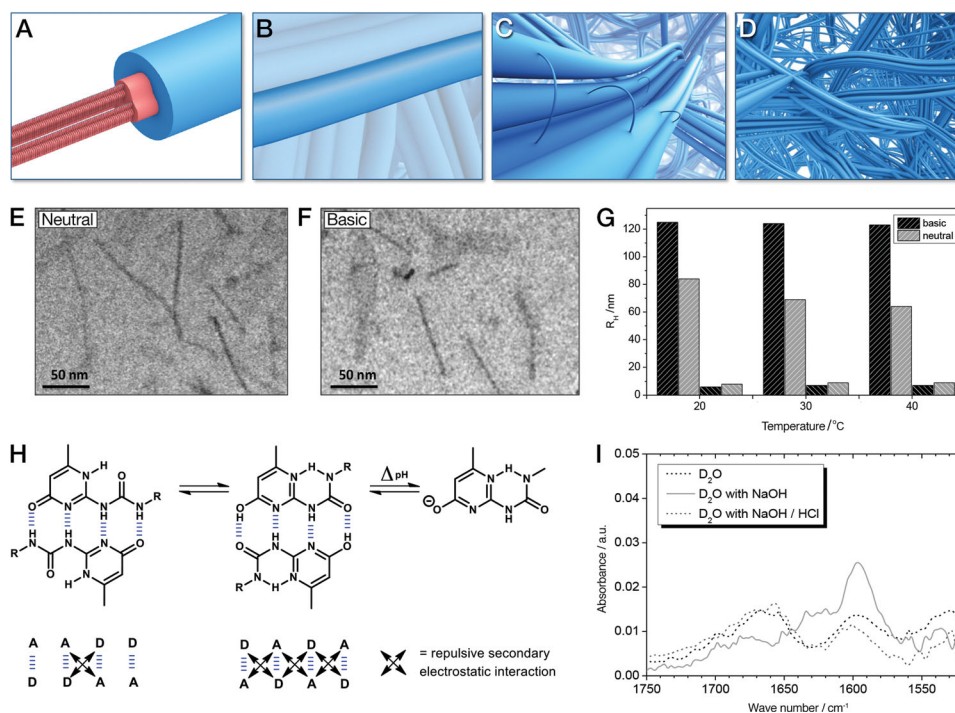 A
B
C
D
E
Neutral
50 nm
F
Basic
50 nm
G
basic
neutral
120
100
80
60
40
20
0
R_H /nm
20
30
40
Temperature /°C
H
N
H
O
N
N
H
O
N
H
R
H
N
R
O
H
N
N
H
N
O
N
H
O
H
N
N
H
N
R
N
H
O
O
H
N
R
H
N
N
N
O
H
Δ pH
⊖
O
N
N
H
N
N
H
O
A A D D
D D A A
D A D A
A D A D
= repulsive secondary
electrostatic interaction
I
D₂O
D₂O with NaOH
D₂O with NaOH / HCl
0.05
0.04
0.03
0.02
0.01
0.00
Absorbance / a.u.
1750
1700
1650
1600
1550
Wave number / cm⁻¹